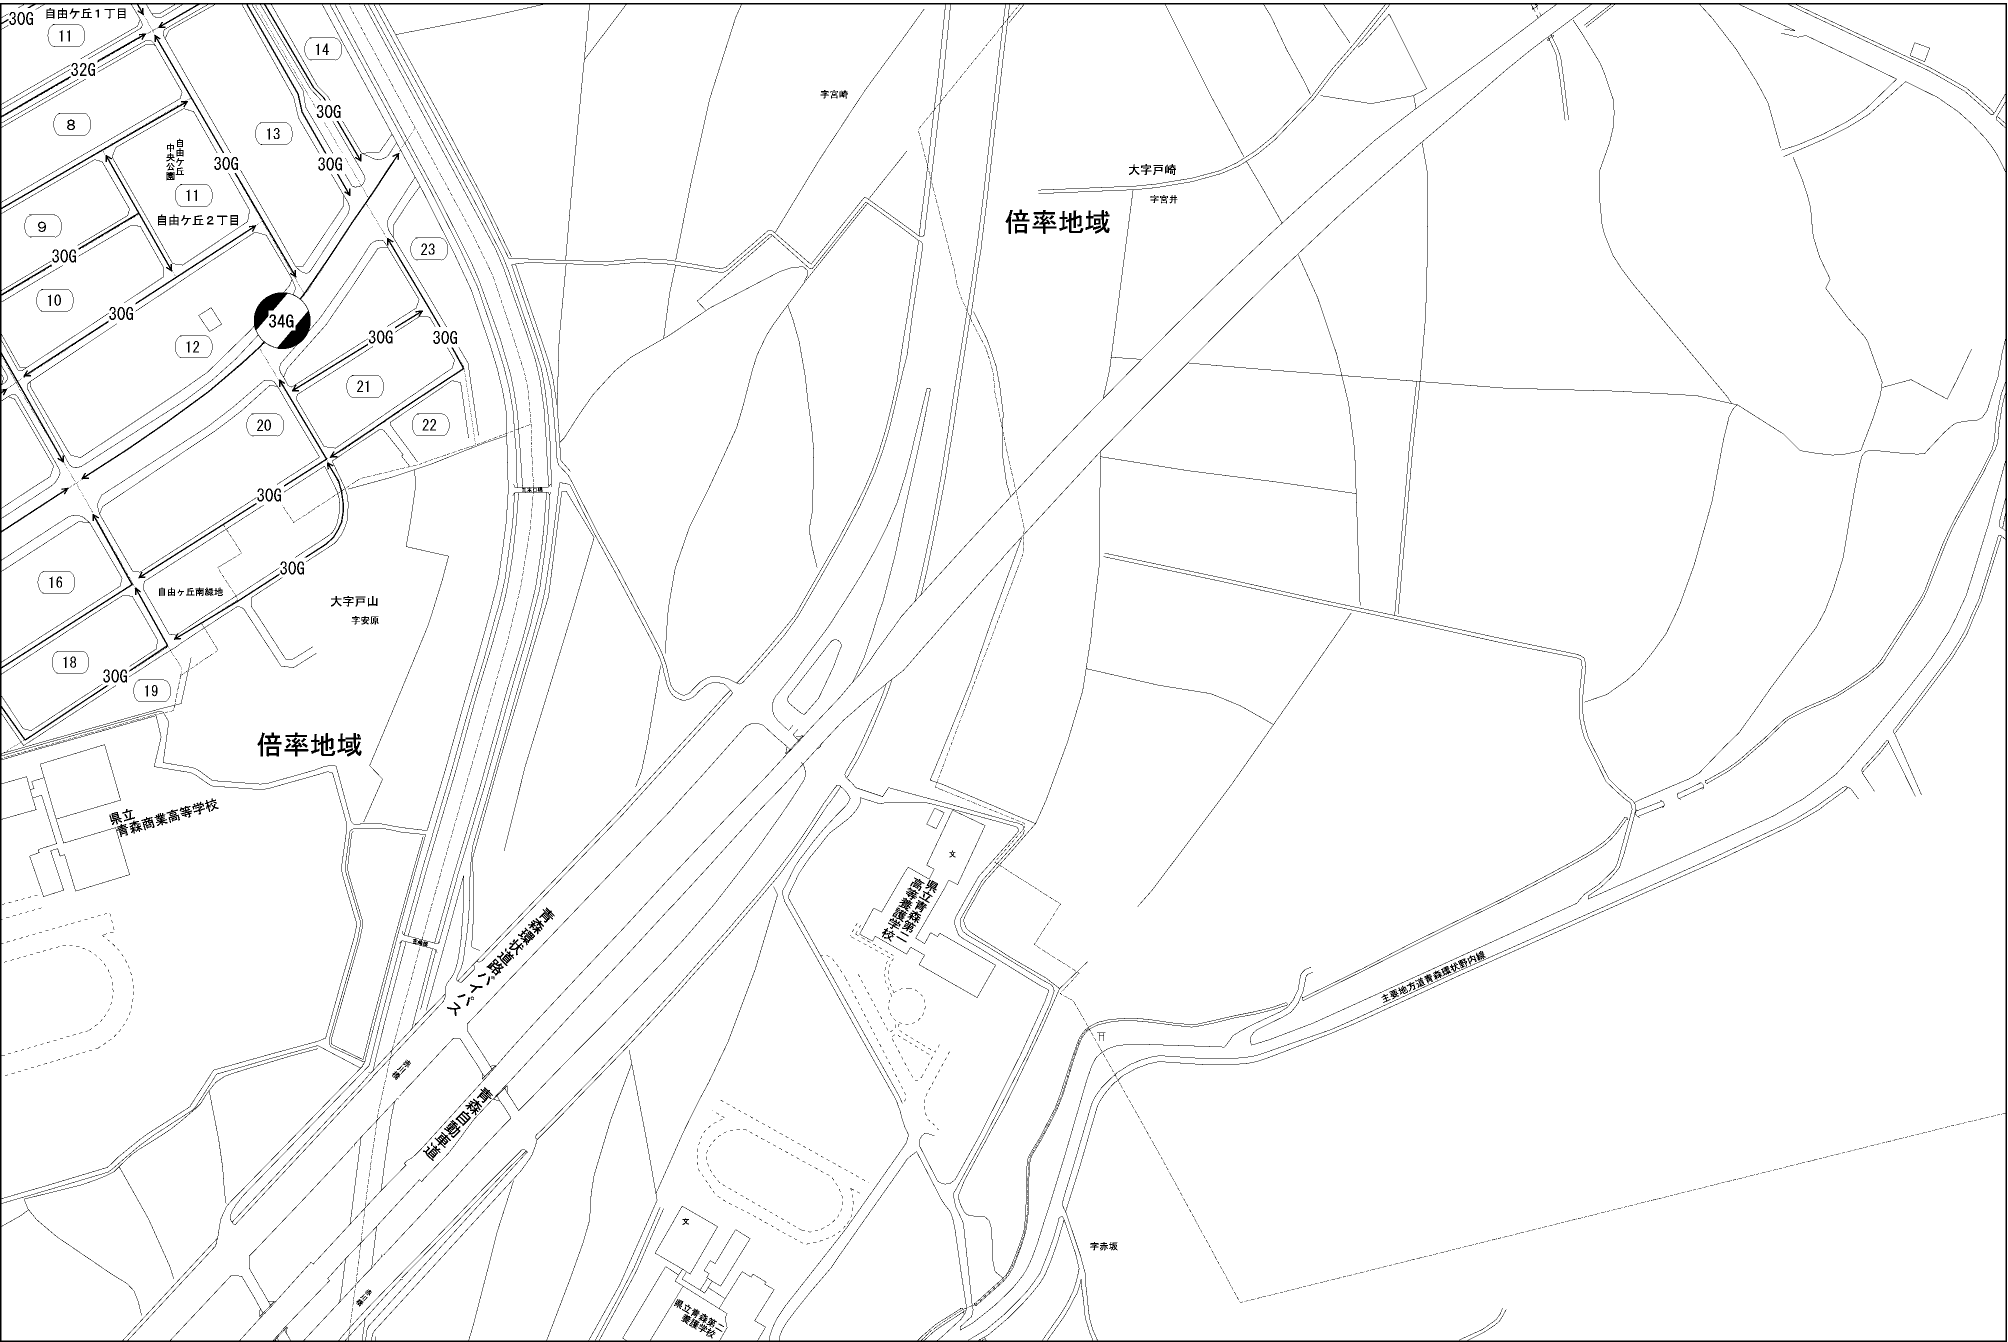 30G
自由ケ丘1丁目
11
14
32G
30G
8
13
自由ケ丘
中央公園
30G
30G
11
9
自由ケ丘2丁目
23
30G
10
30G
34G
12
30G
30G
21
20
22
30G
30G
16
自由ヶ丘南緑地
大字戸山
字安原
18
30G
19
倍率地域
県立
青森商業高等学校
字宮崎
大字戸崎
字宮井
倍率地域
文
県立青森第二
高等養護学校
青森環状道路バイパス
主要地方道青森環状野内線
青森自動車道
文
県立青森第二
養護学校
字赤坂